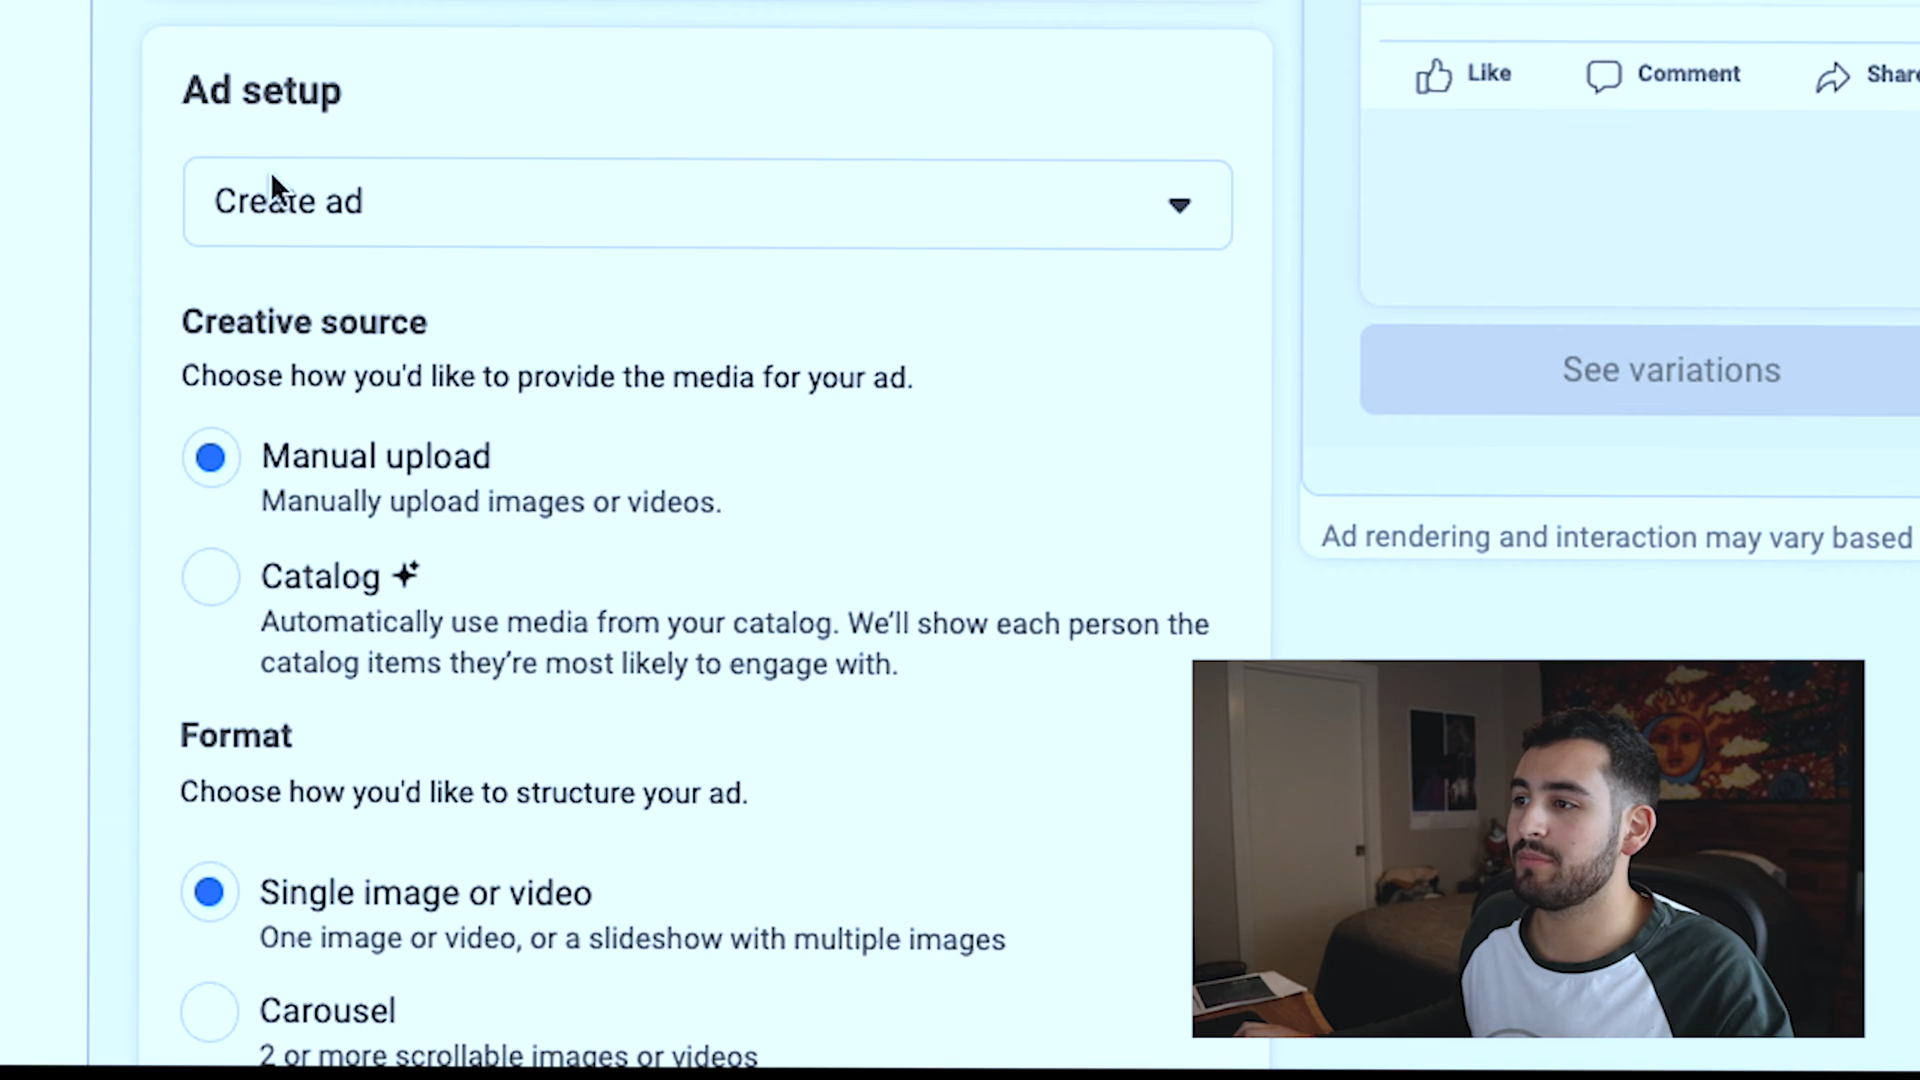 Ad setup
Create ad
Creative source
Choose how you'd like to provide the media for your ad.
Manual upload
Manually upload images or videos.
Catalog
Automatically use media from your catalog. We’ll show each person the
catalog items they’re most likely to engage with.
Format
Choose how you'd like to structure your ad.
Single image or video
One image or video, or a slideshow with multiple images
Carousel
2 or more scrollable images or videos
Like
Comment
Share
See variations
Ad rendering and interaction may vary based